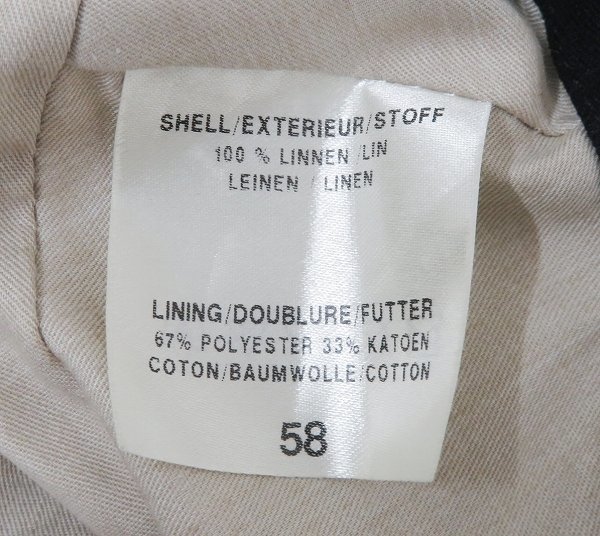 SHELL/EXTERIEUR/STOFF
100 % LINNEN/LIN
LEINEN / LINEN
LINING/DOUBLURE/FUTTER
67% POLYESTER 33% KATOEN
COTON/BAUMWOLLE/COTTON
58